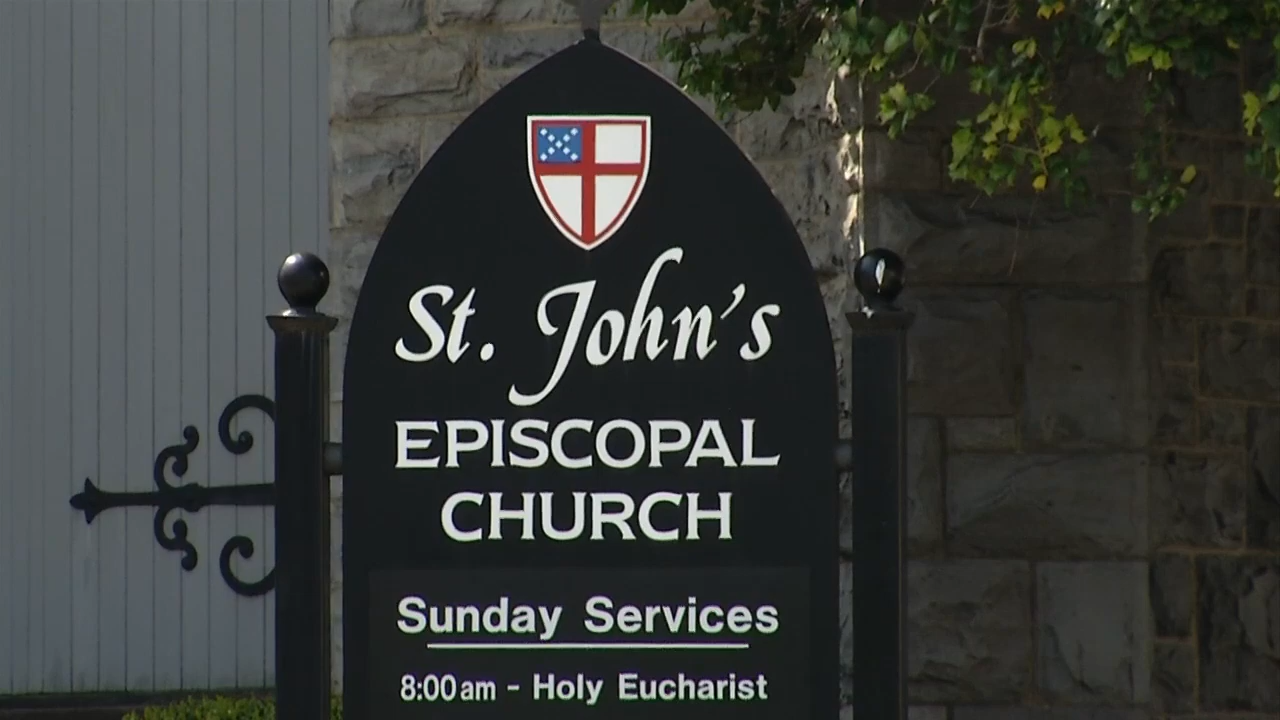 St. John's
EPISCOPAL
CHURCH
Sunday Services
8:00am - Holy Eucharist